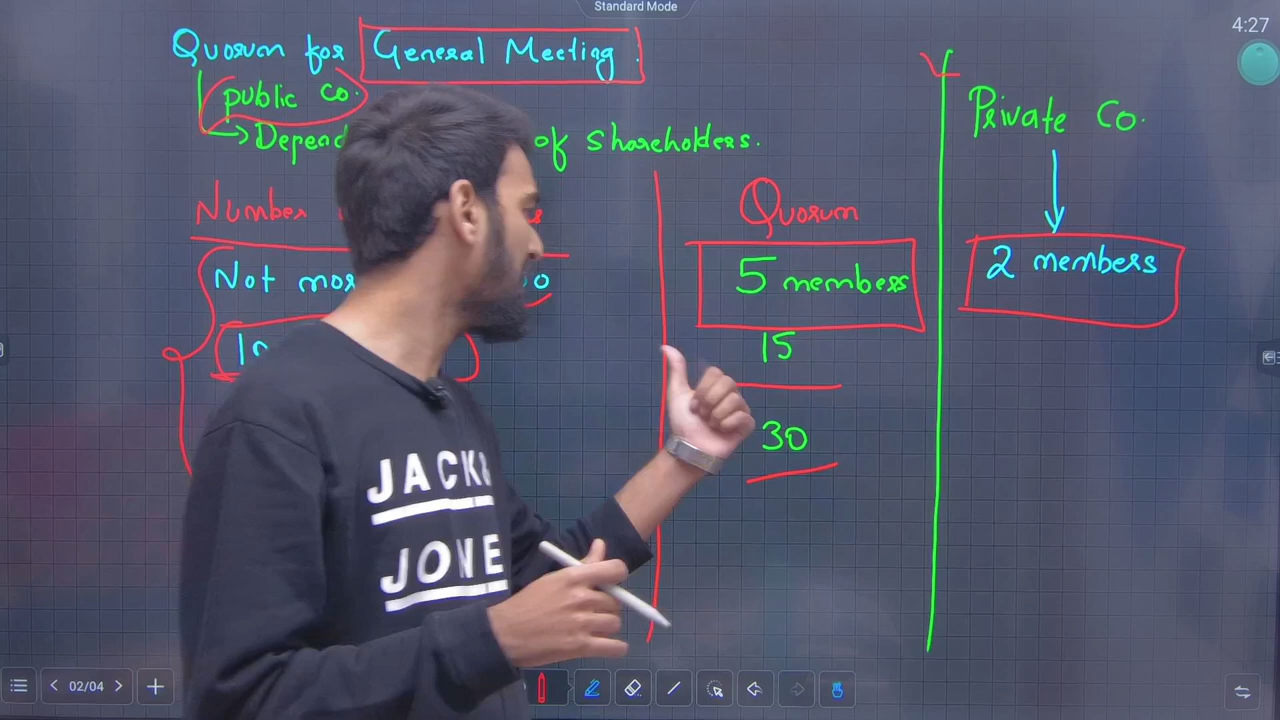 Standard Mode
4:27
Quorum for General Meeting :
public co.
Depend of shareholders.
Number
Quorum
Not mor
5 members
15
30
Private Co.
2 members
JACK &
JONE
02/04